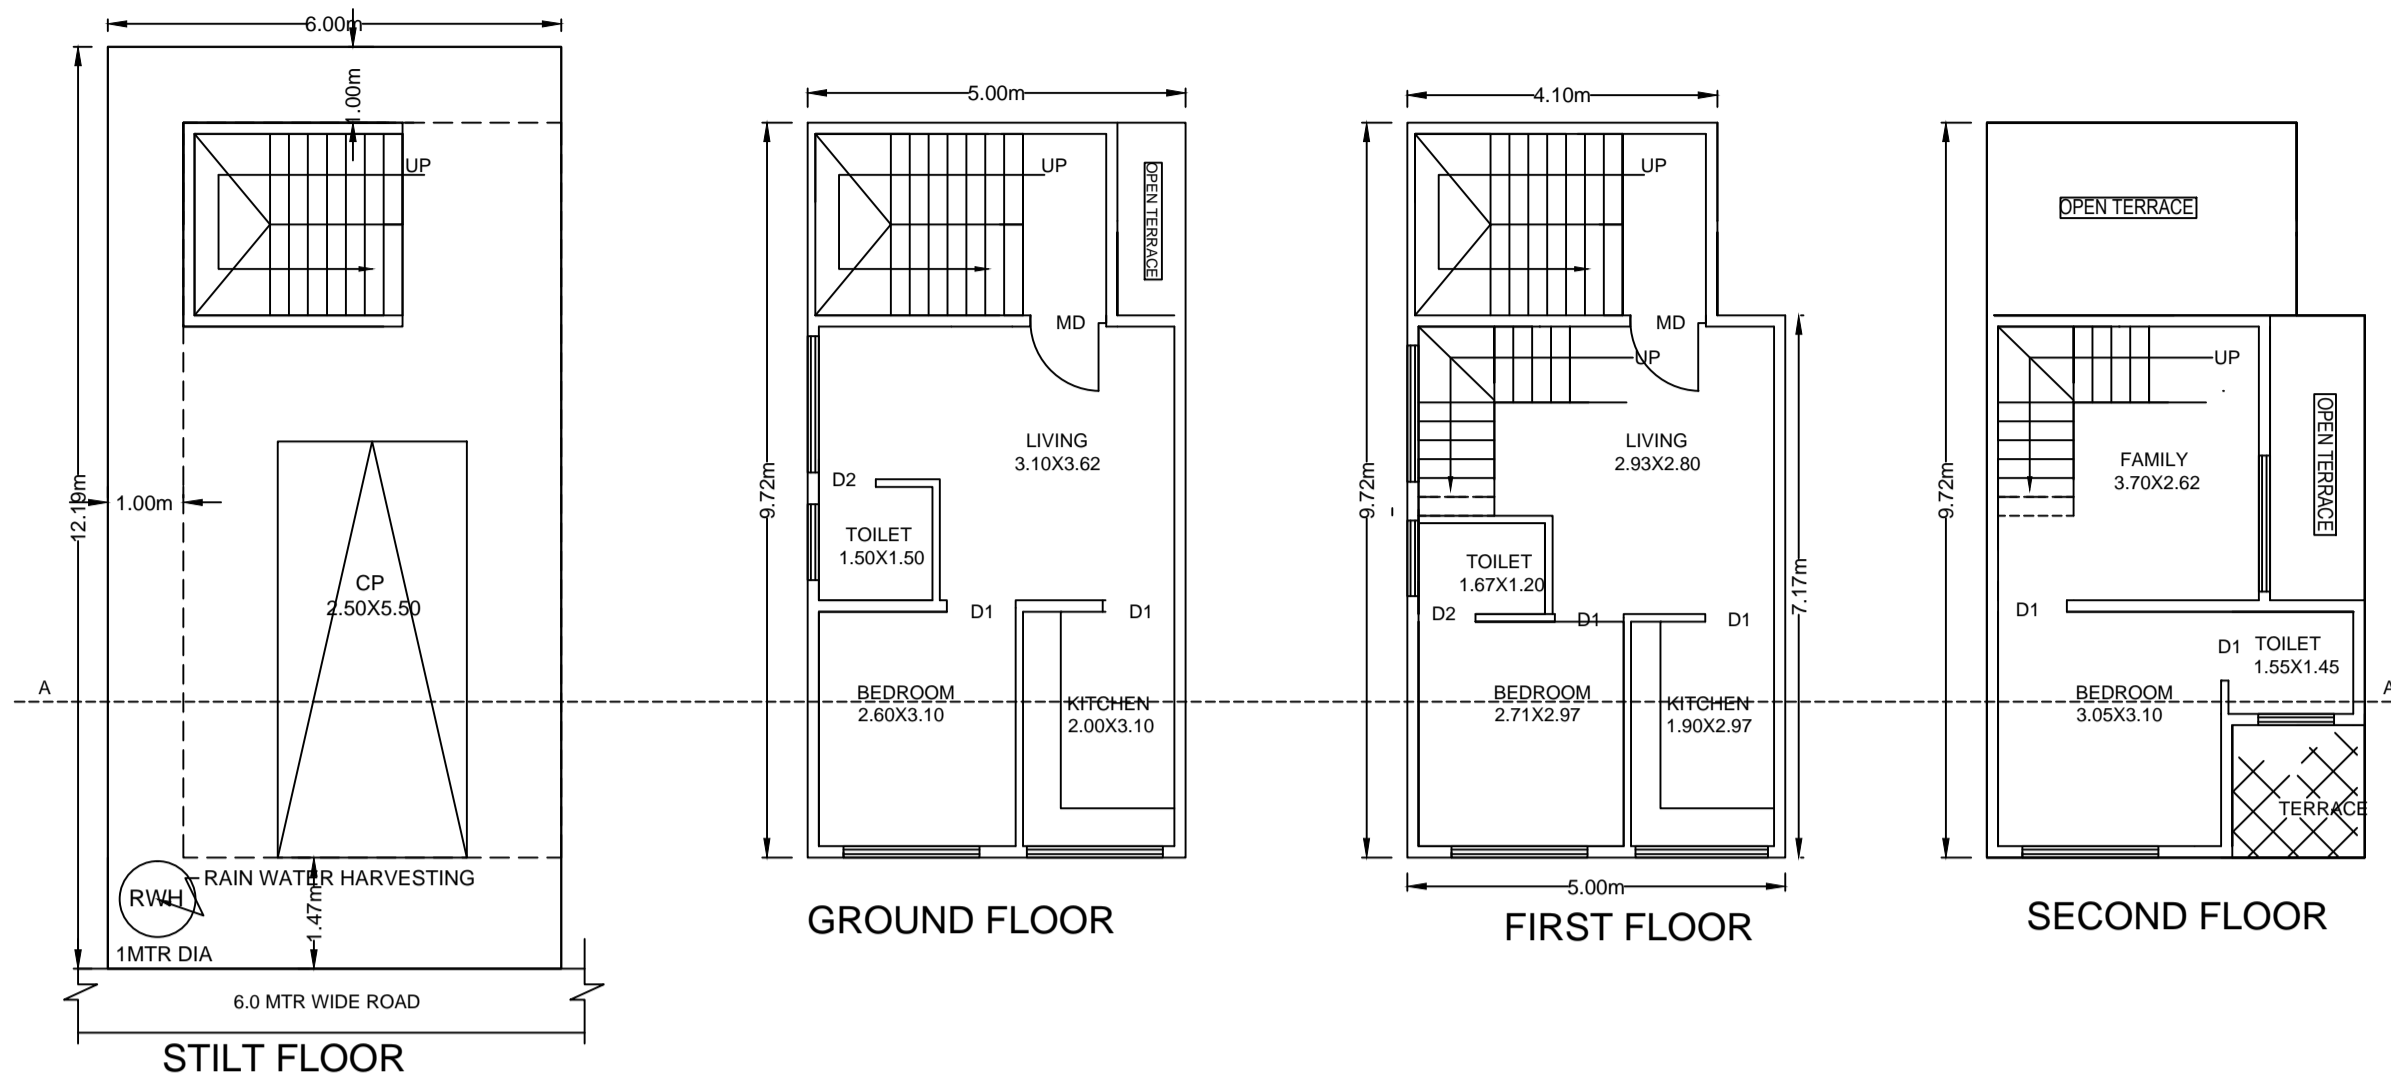 6.00m
1.00m
UP
12.19m
1.00m
CP
2.50X5.50
RAIN WATER HARVESTING
RWH
1.47m
1MTR DIA
6.0 MTR WIDE ROAD
STILT FLOOR
A
5.00m
9.72m
UP
OPEN TERRACE
MD
LIVING
3.10X3.62
D2
TOILET
1.50X1.50
D1
D1
BEDROOM
2.60X3.10
KITCHEN
2.00X3.10
GROUND FLOOR
4.10m
9.72m
UP
MD
UP
LIVING
2.93X2.80
TOILET
1.67X1.20
7.17m
D2
D1
D1
BEDROOM
2.71X2.97
KITCHEN
1.90X2.97
5.00m
FIRST FLOOR
9.72m
OPEN TERRACE
UP
FAMILY
3.70X2.62
OPEN TERRACE
D1
D1
TOILET
1.55X1.45
BEDROOM
3.05X3.10
A
TERRACE
SECOND FLOOR